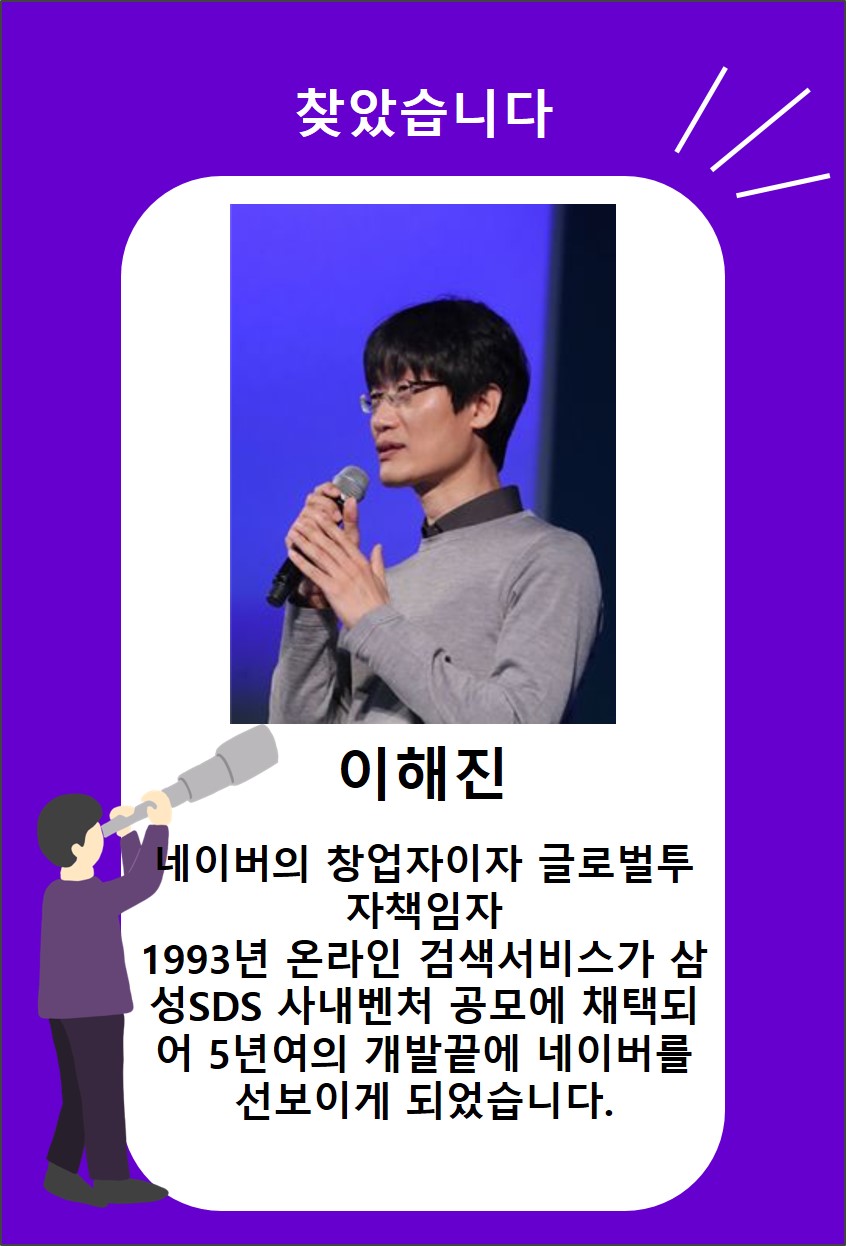 찾았습니다
이해진
네이버의 창업자이자 글로벌투
자책임자
1993년 온라인 검색서비스가 삼
성SDS 사내벤처 공모에 채택되
어 5년여의 개발끝에 네이버를
선보이게 되었습니다.